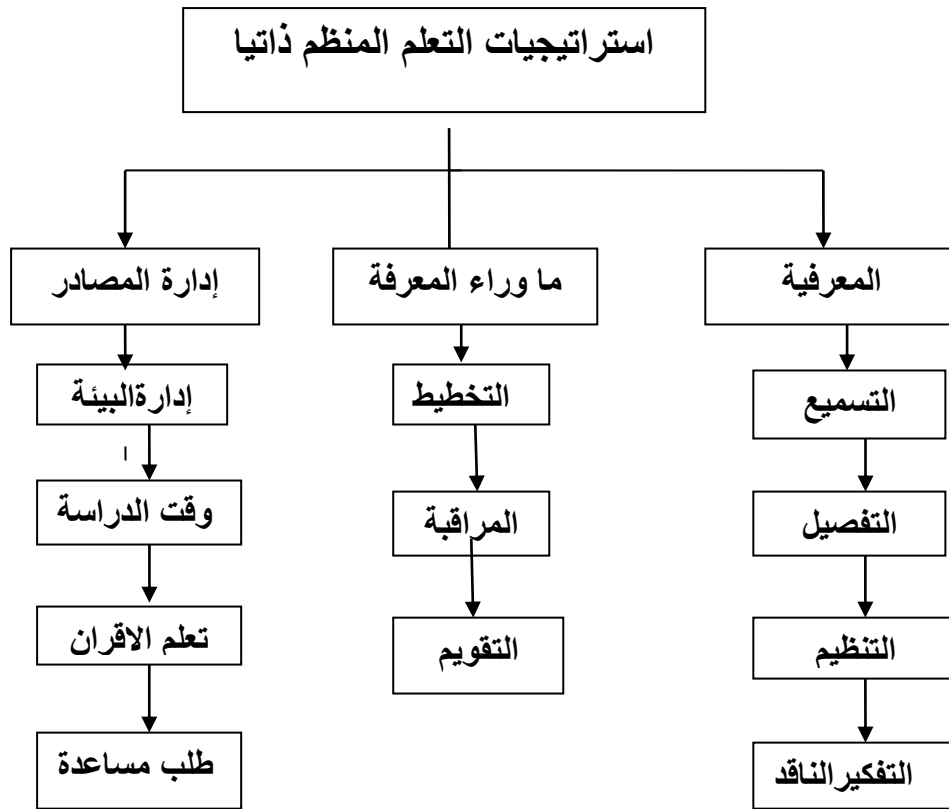 استراتيجيات التعلم المنظم ذاتيا
المعرفية
ما وراء المعرفة
إدارة المصادر
التسميع
التخطيط
إدارةالبيئة
التفصيل
المراقبة
وقت الدراسة
التنظيم
التقويم
تعلم الاقران
التفكيرالناقد
طلب مساعدة